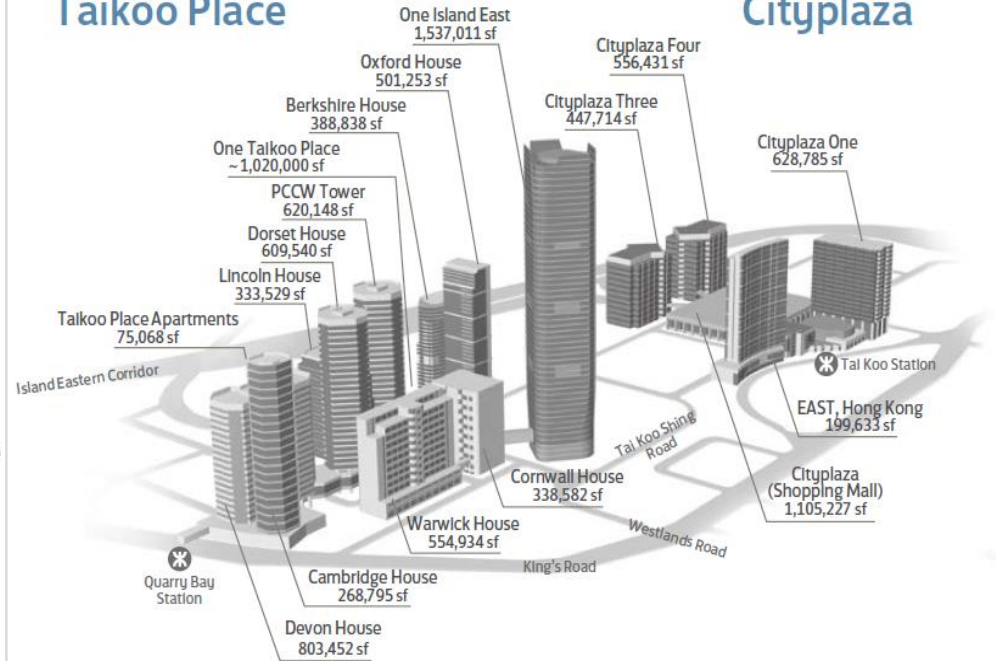 Taikoo Place
Cityplaza
One Island East
1,537,011 sf
Oxford House
501,253 sf
Berkshire House
388,838 sf
One Taikoo Place
~1,020,000 sf
PCCW Tower
620,148 sf
Dorset House
609,540 sf
Lincoln House
333,529 sf
Taikoo Place Apartments
75,068 sf
Cityplaza Four
556,431 sf
Cityplaza Three
447,714 sf
Cityplaza One
628,785 sf
Island Eastern Corridor
Tai Koo Station
EAST, Hong Kong
199,633 sf
Tai Koo Shing
Road
Cityplaza
(Shopping Mall)
1,105,227 sf
Cornwall House
338,582 sf
Warwick House
554,934 sf
Westlands Road
King's Road
Quarry Bay
Station
Cambridge House
268,795 sf
Devon House
803,452 sf